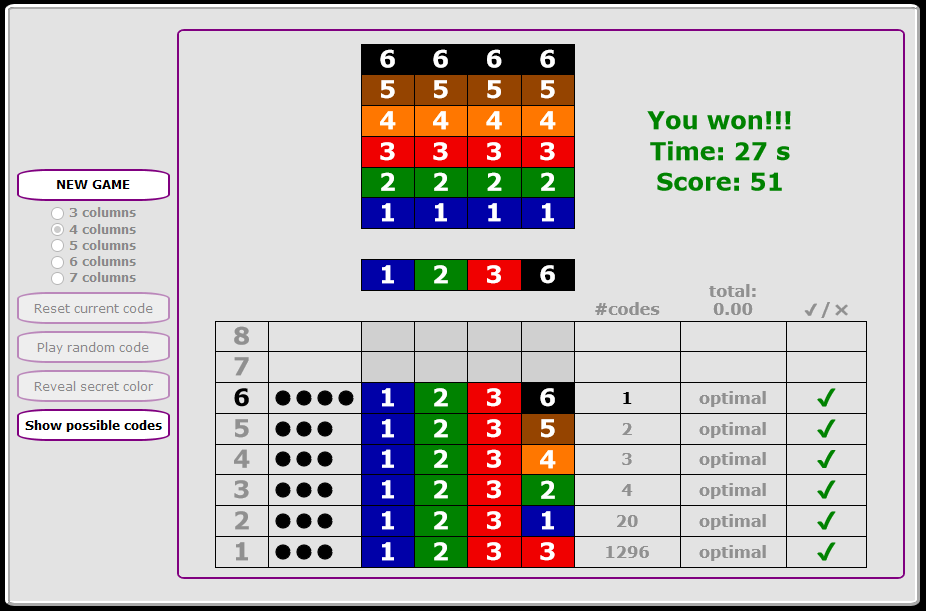 6 6 6 6
5 5 5 5
4 4 4 4
3 3 3 3
2 2 2 2
1 1 1 1
You won!!!
Time: 27 s
Score: 51
NEW GAME
3 columns
4 columns
5 columns
6 columns
7 columns
Reset current code
Play random code
Reveal secret color
Show possible codes
1 2 3 6
#codes total: 0.00 ✓/✕
8
7
6 1 2 3 6 1 optimal ✓
5 1 2 3 5 2 optimal ✓
4 1 2 3 4 3 optimal ✓
3 1 2 3 2 4 optimal ✓
2 1 2 3 1 20 optimal ✓
1 1 2 3 3 1296 optimal ✓